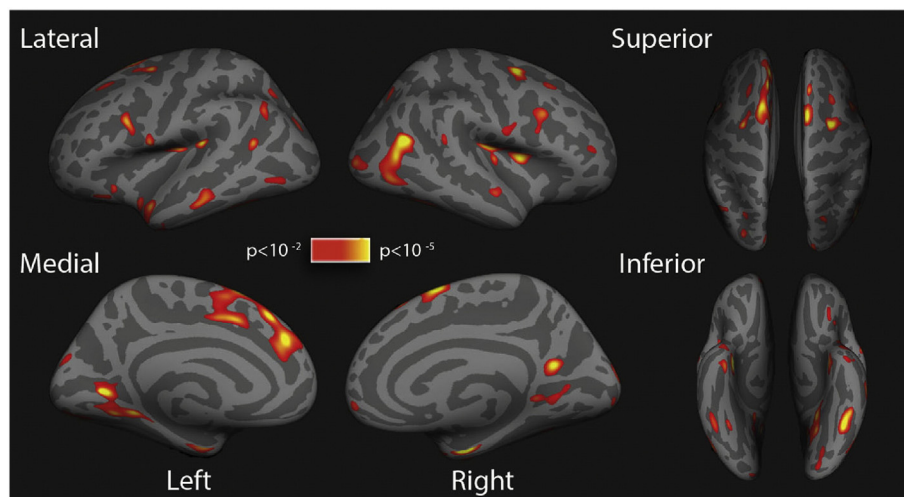 Lateral
Superior
p<10 -2
p<10 -5
Medial
Inferior
Left
Right